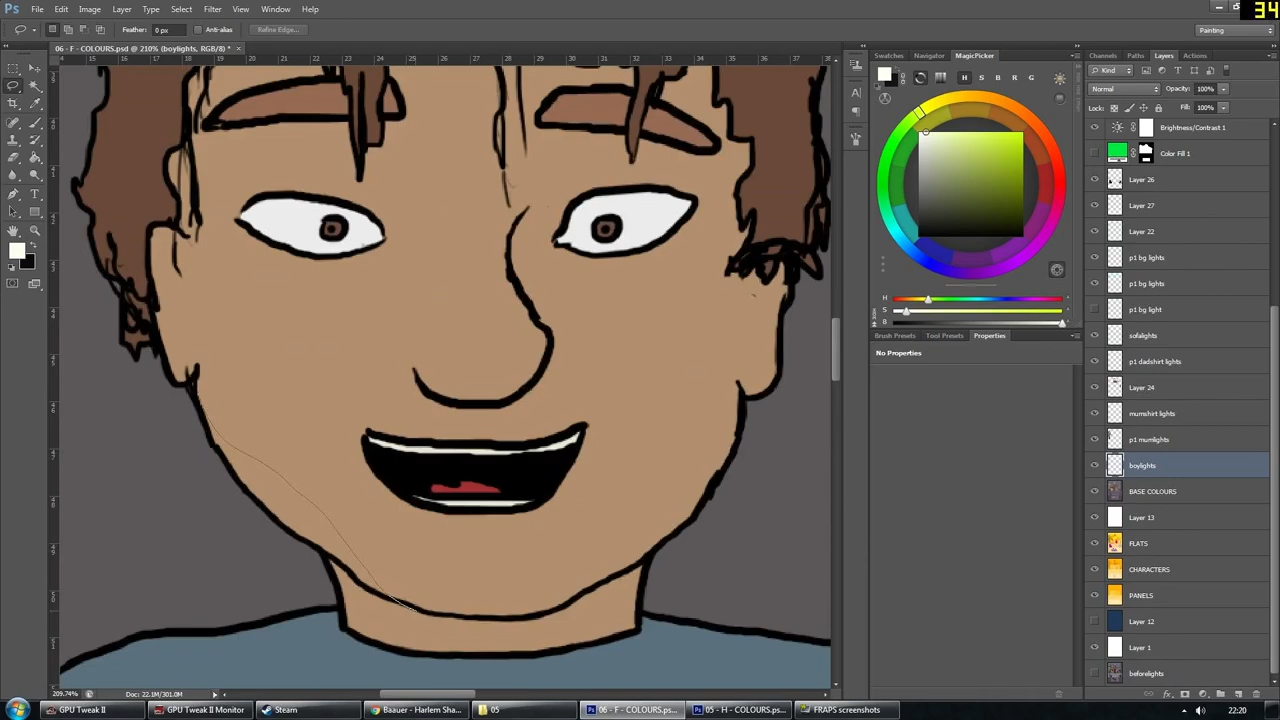 Ps File Edit Image Layer Type Select Filter View Window Help
34
Feather: 0 px Anti-alias Refine Edge...
Painting
06 - F - COLOURS.psd @ 210% (boylights, RGB/8) *
Swatches Navigator MagicPicker
H S B R G
H
S
B
Brush Presets Tool Presets Properties
No Properties
Channels Paths Layers Actions
Kind
Normal Opacity: 100%
Lock: Fill: 100%
Brightness/Contrast 1
Color Fill 1
Layer 26
Layer 27
Layer 22
p1 bg lights
p1 bg lights
p1 bg light
sofalights
p1 dadshirt lights
Layer 24
mumshirt lights
p1 mumlights
boylights
BASE COLOURS
Layer 13
FLATS
CHARACTERS
PANELS
Layer 12
Layer 1
beforelights
209.74% Doc: 22.1M/301.0M
GPU Tweak II GPU Tweak II Monitor Steam Baauer - Harlem Sha... 05 06 - F - COLOURS.ps... 05 - H - COLOURS.ps... FRAPS screenshots 22:20